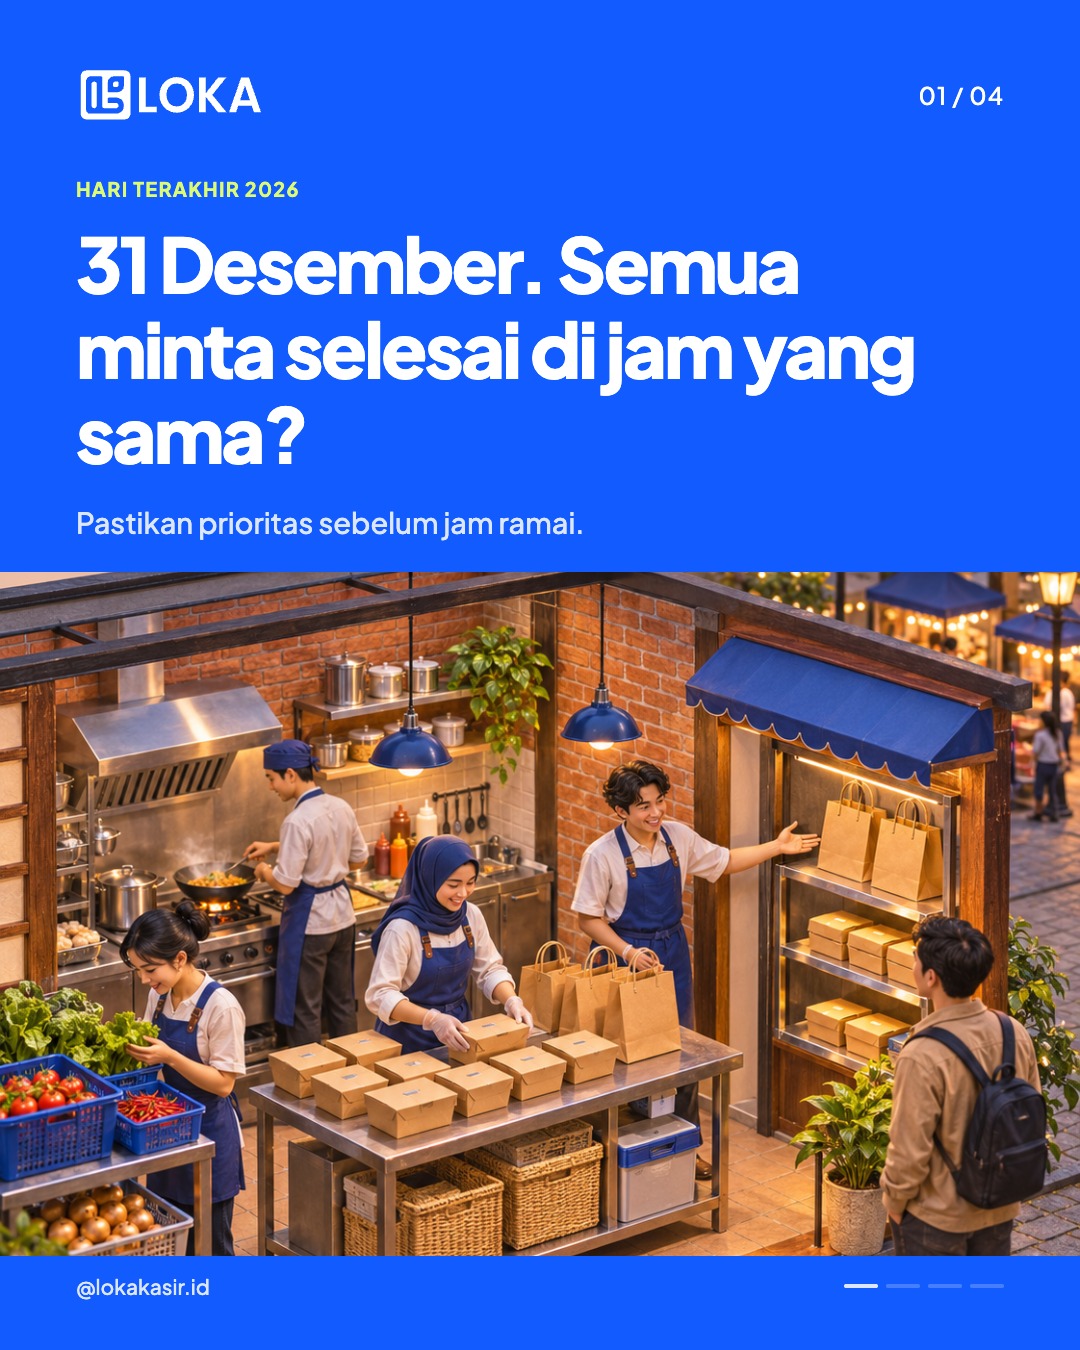 LOKA
01 / 04
HARI TERAKHIR 2026
31 Desember. Semua
minta selesai di jam yang
sama?
Pastikan prioritas sebelum jam ramai.
@lokakasir.id